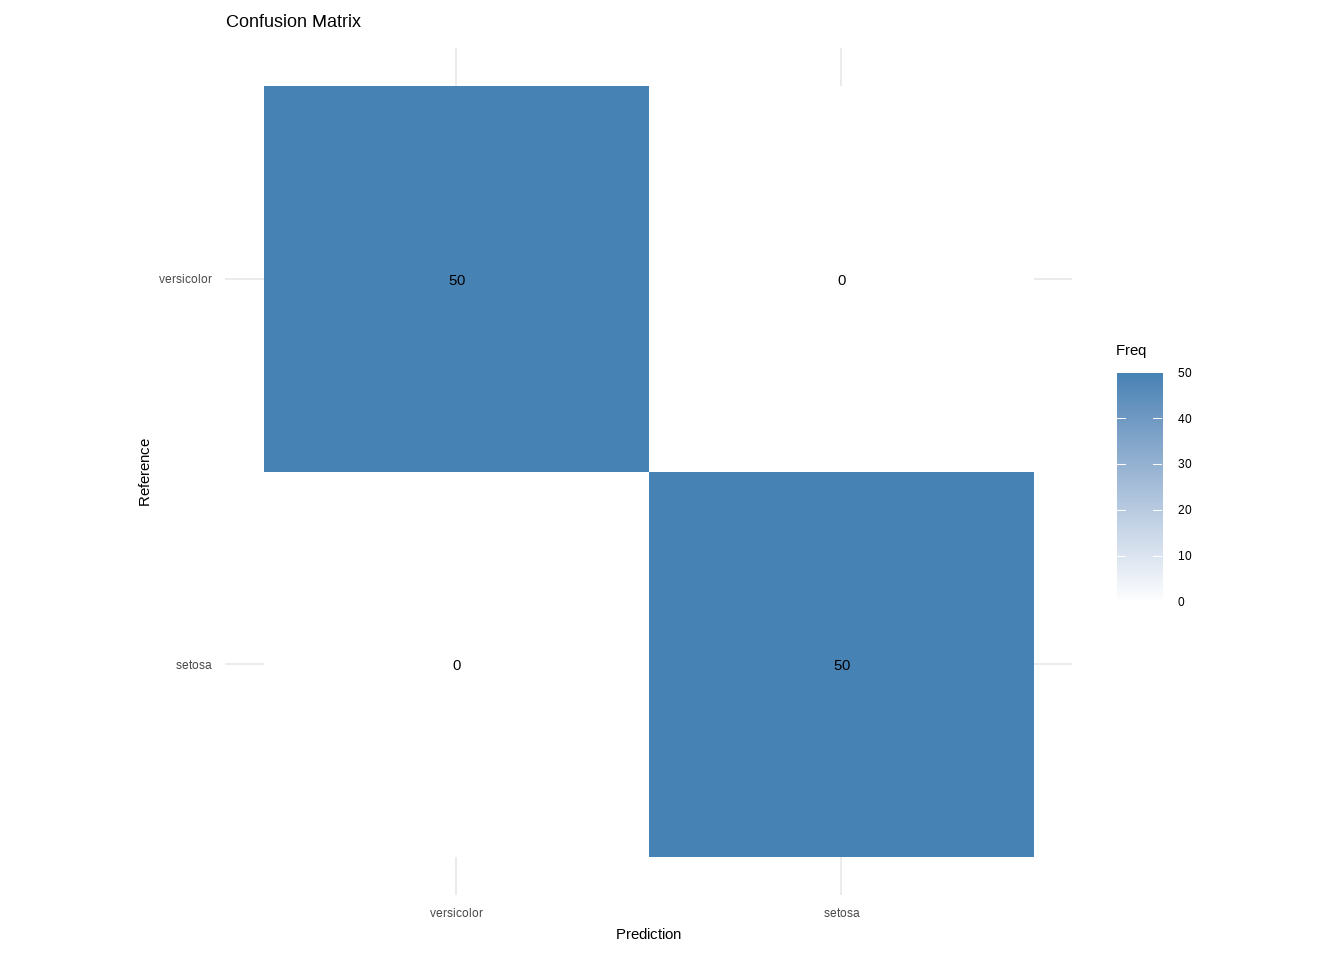 Confusion Matrix
versicolor
50
0
Freq
50
40
30
20
10
0
Reference
setosa
0
50
versicolor
setosa
Prediction